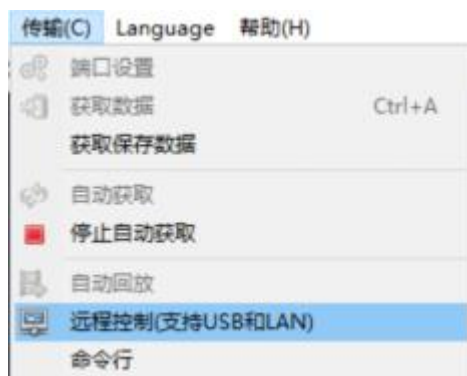 传输(C) Language 帮助(H)
端口设置
获取数据 Ctrl+A
获取保存数据
自动获取
停止自动获取
自动回放
远程控制(支持USB和LAN)
命令行